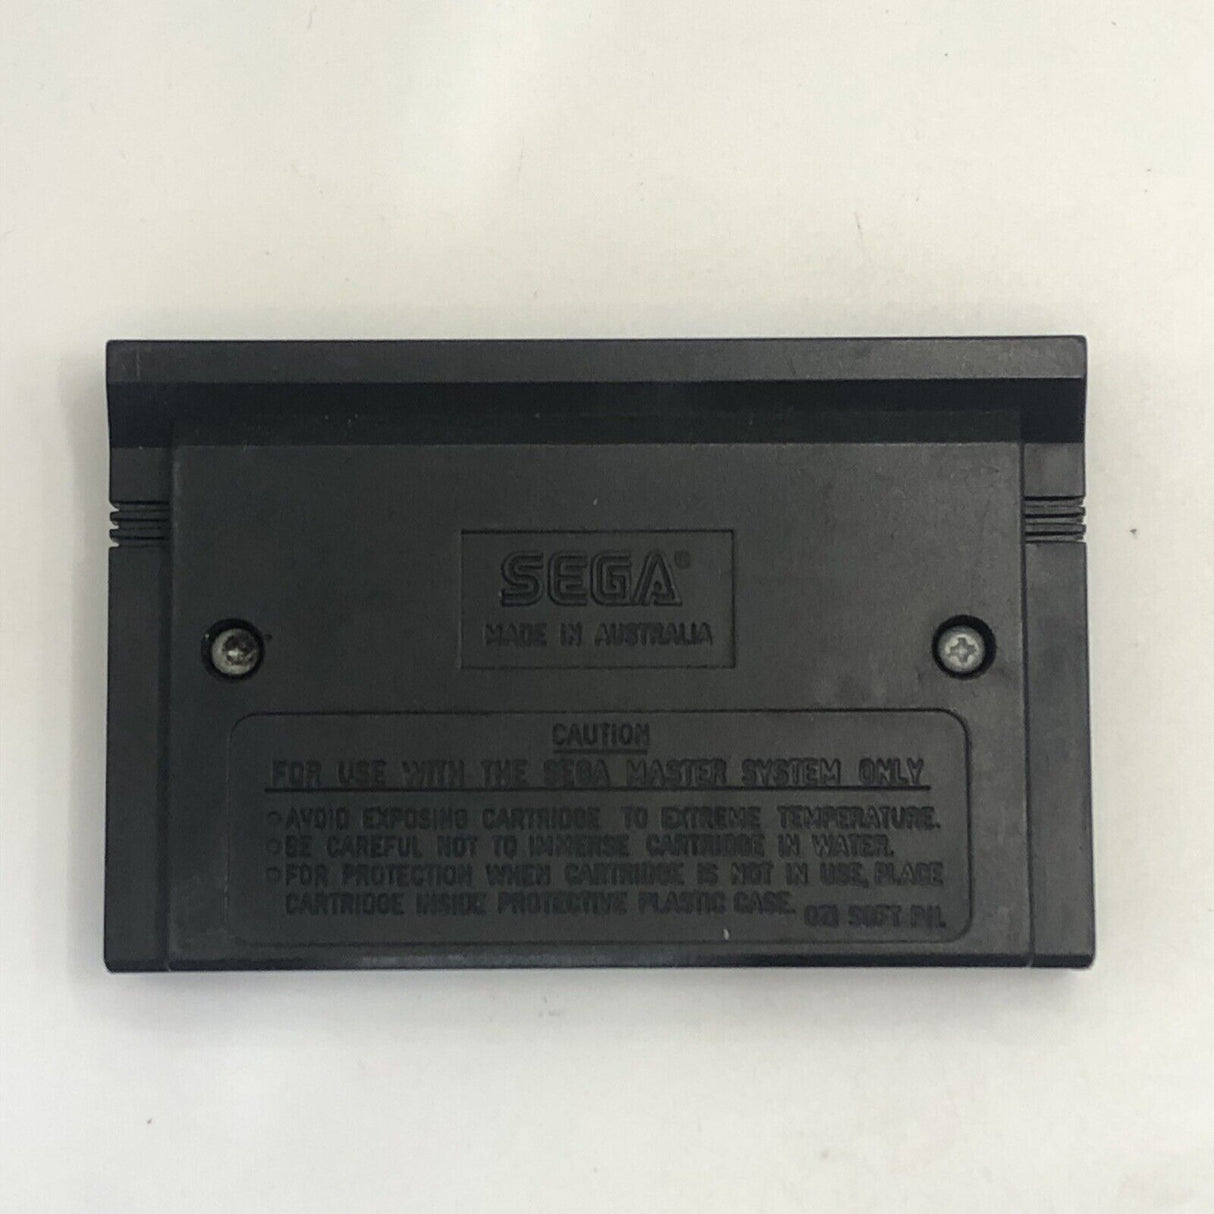 SEGA®
MADE IN AUSTRALIA
CAUTION
FOR USE WITH THE SEGA MASTER SYSTEM ONLY
• AVOID EXPOSING CARTRIDGE TO EXTREME TEMPERATURE.
• BE CAREFUL NOT TO IMMERSE CARTRIDGE IN WATER.
• FOR PROTECTION WHEN CARTRIDGE IS NOT IN USE, PLACE
CARTRIDGE INSIDE PROTECTIVE PLASTIC CASE.
OZI SOFT P/L